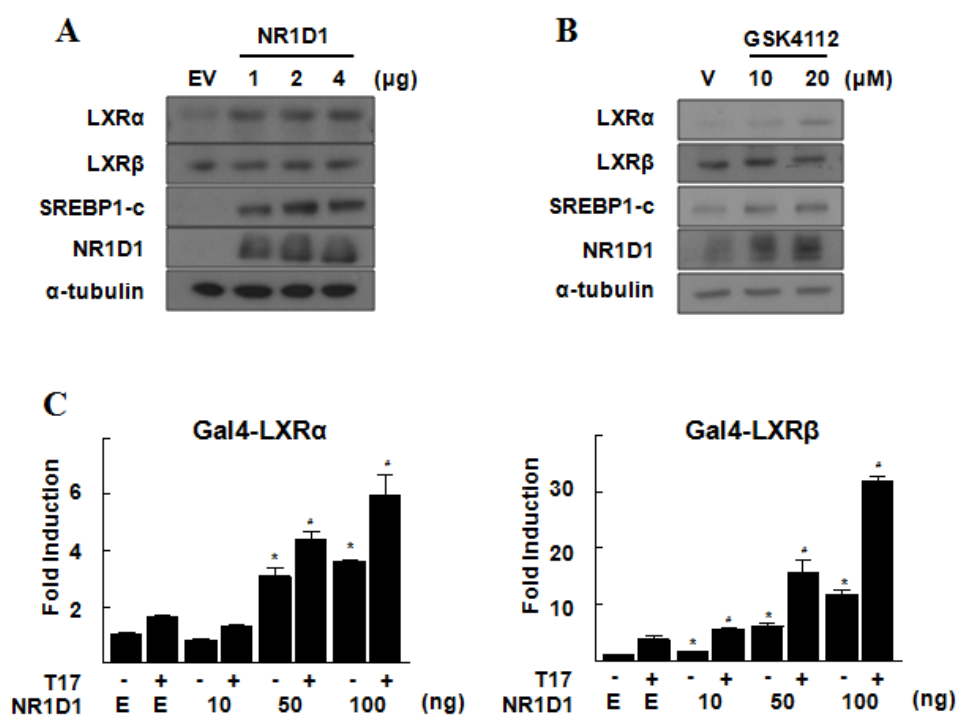 A
NR1D1
EV 1 2 4 (μg)
LXRα
LXRβ
SREBP1-c
NR1D1
α-tubulin
B
GSK4112
V 10 20 (μM)
LXRα
LXRβ
SREBP1-c
NR1D1
α-tubulin
C
Gal4-LXRα
Fold Induction
6
4
2
* # * #
T17 - + - + - + - +
NR1D1 E E 10 50 100 (ng)
Gal4-LXRβ
Fold Induction
30
20
10
* # * # * #
T17 - + - + - + - +
NR1D1 E E 10 50 100 (ng)